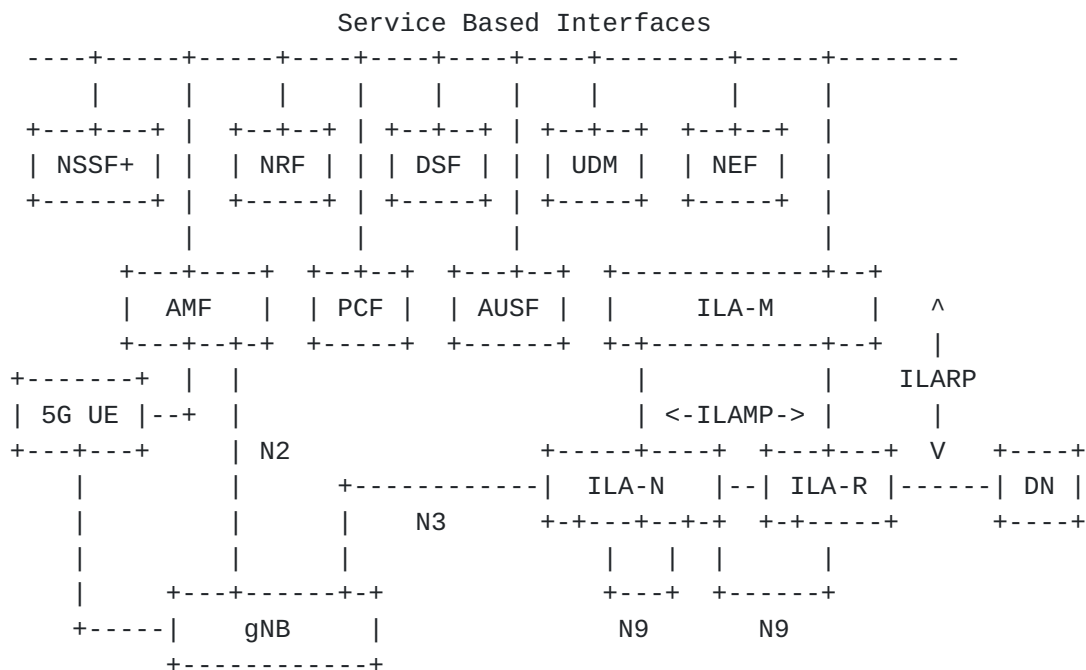 Service Based Interfaces
----+-----+-----+----+----+----+----+--------+-----+--------
| | | | | | | | |
+---+---+ | +--+--+ | +--+--+ | +--+--+ +--+--+ |
| NSSF+ | | | NRF | | | DSF | | | UDM | | NEF | |
+-------+ | +-----+ | +-----+ | +-----+ +-----+ |
| | | |
+---+----+ +--+--+ +---+--+ +-------------+--+
| AMF | | PCF | | AUSF | | ILA-M | ^
+---+--+-+ +-----+ +------+ +-+-----------+--+ |
+-------+ | | | | ILARP
| 5G UE |--+ | | <-ILAMP-> | |
+---+---+ | N2 +-----+----+ +---+---+ V +----+
| | +------------| ILA-N |--| ILA-R |------| DN |
| | | N3 +-+---+--+-+ +-+-----+ +----+
| | | | | | |
| +---+------+-+ +---+ +------+
+-----| gNB | N9 N9
+------------+